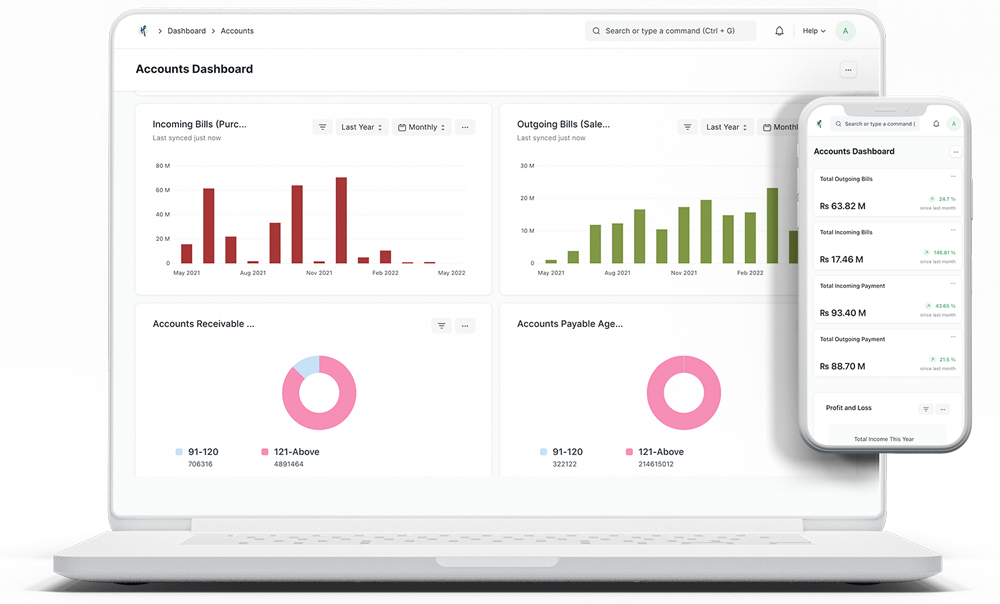 Dashboard
Accounts
Search or type a command (Ctrl + G)
Help
A
Accounts Dashboard
Incoming Bills (Purc...
Last synced just now
Last Year
Monthly
80 M
60 M
40 M
20 M
0
May 2021
Aug 2021
Nov 2021
Feb 2022
May 2022
Outgoing Bills (Sale...
Last synced just now
Last Year
Month
30 M
20 M
10 M
0
May 2021
Aug 2021
Nov 2021
Feb 2022
Accounts Receivable ...
91-120
706316
121-Above
4891464
Accounts Payable Age...
91-120
322122
121-Above
214615012
Search or type a command (
A
Accounts Dashboard
Total Outgoing Bills
Rs 63.82 M
24.7 %
since last month
Total Incoming Bills
Rs 17.46 M
146.81 %
since last month
Total Incoming Payment
Rs 93.40 M
43.65 %
since last month
Total Outgoing Payment
Rs 88.70 M
21.5 %
since last month
Profit and Loss
Total Income This Year